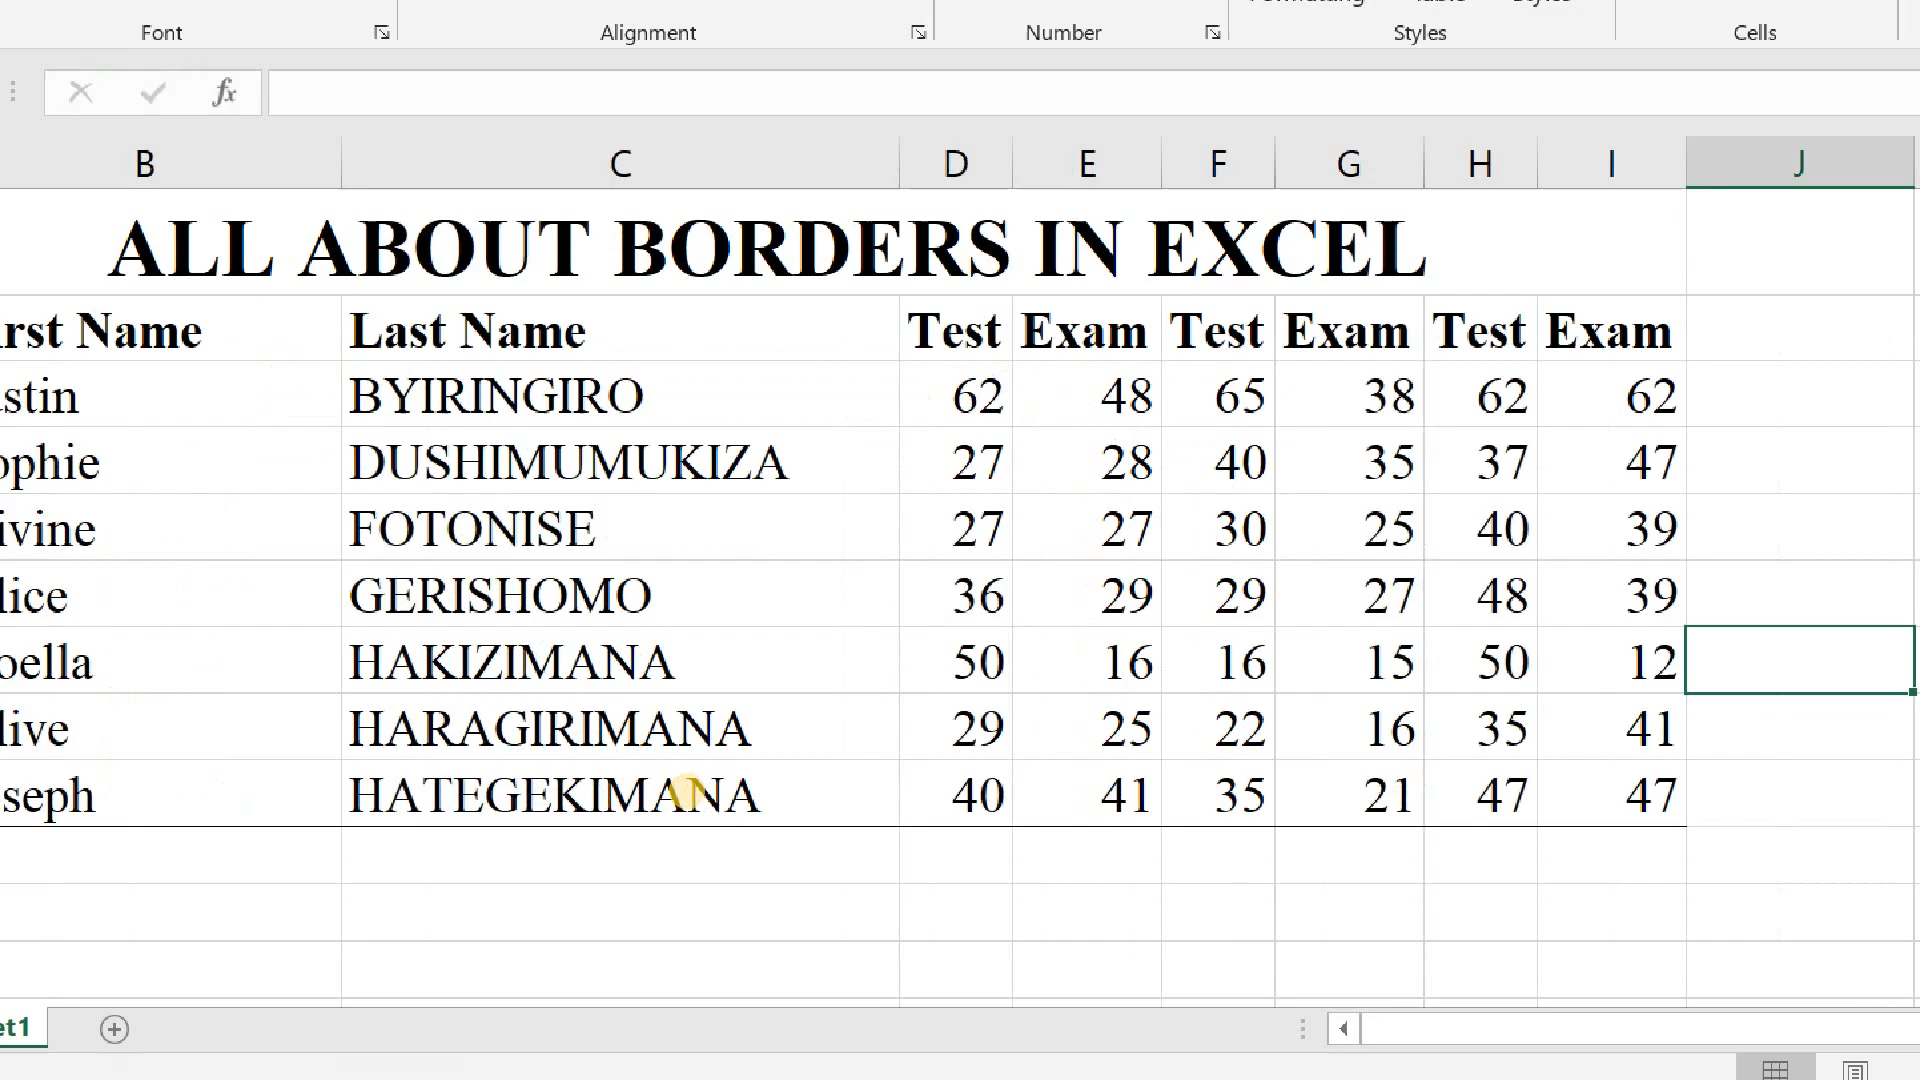 Font Alignment Number Styles Cells
fx
B C D E F G H I J
ALL ABOUT BORDERS IN EXCEL
rst Name Last Name Test Exam Test Exam Test Exam
stin BYIRINGIRO 62 48 65 38 62 62
ophie DUSHIMUMUKIZA 27 28 40 35 37 47
ivine FOTONISE 27 27 30 25 40 39
lice GERISHOMO 36 29 29 27 48 39
oella HAKIZIMANA 50 16 16 15 50 12
live HARAGIRIMANA 29 25 22 16 35 41
seph HATEGEKIMANA 40 41 35 21 47 47
et1